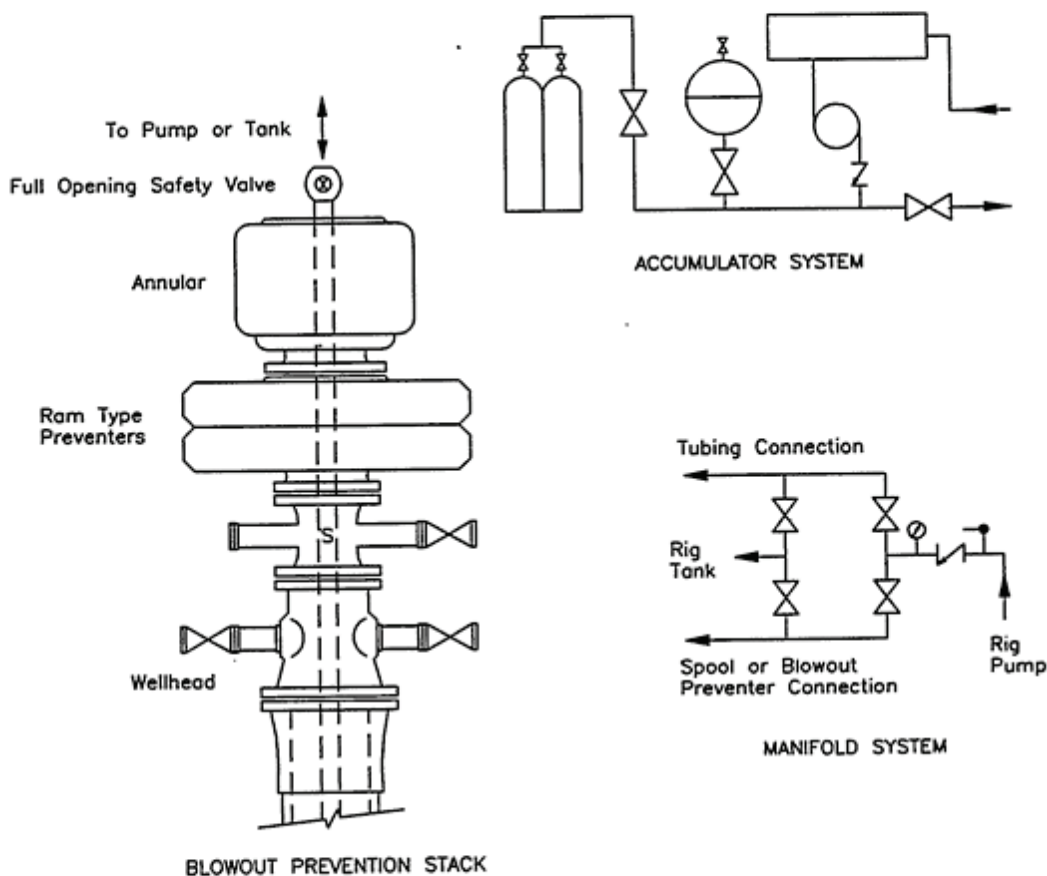 To Pump or Tank
Full Opening Safety Valve
Annular
Ram Type
Preventers
S
Wellhead
BLOWOUT PREVENTION STACK
ACCUMULATOR SYSTEM
Tubing Connection
Rig
Tank
Rig
Pump
Spool or Blowout
Preventer Connection
MANIFOLD SYSTEM